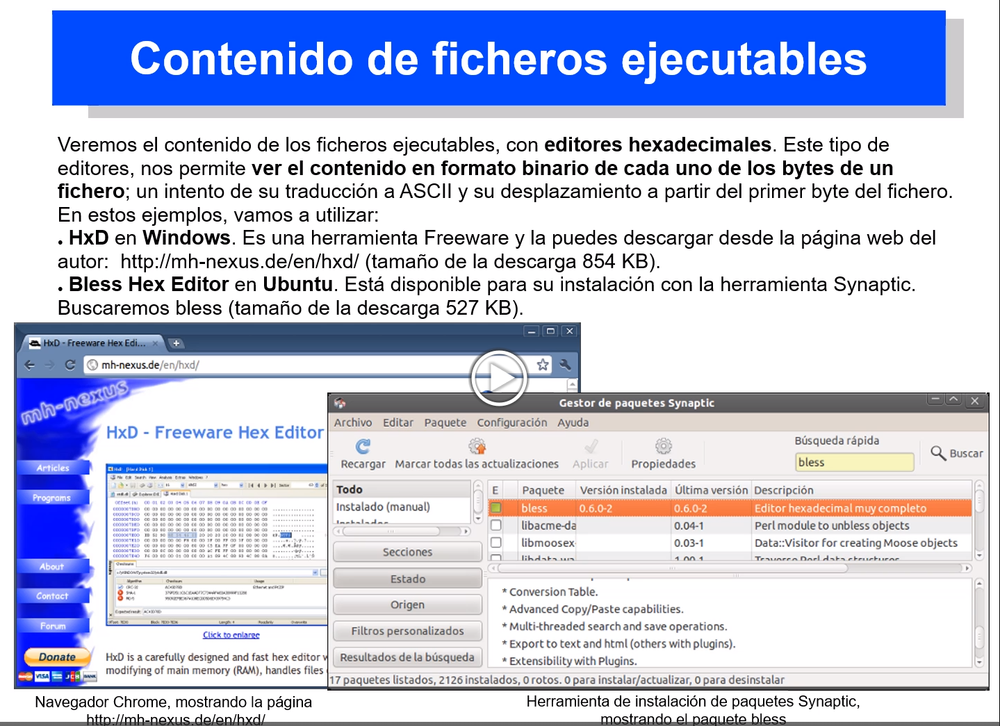 Contenido de ficheros ejecutables
Veremos el contenido de los ficheros ejecutables, con editores hexadecimales. Este tipo de
editores, nos permite ver el contenido en formato binario de cada uno de los bytes de un
fichero; un intento de su traducción a ASCII y su desplazamiento a partir del primer byte del fichero.
En estos ejemplos, vamos a utilizar:
• HxD en Windows. Es una herramienta Freeware y la puedes descargar desde la página web del
autor:  http://mh-nexus.de/en/hxd/ (tamaño de la descarga 854 KB).
• Bless Hex Editor en Ubuntu. Está disponible para su instalación con la herramienta Synaptic.
Buscaremos bless (tamaño de la descarga 527 KB).
HxD - Freeware Hex Edi...
mh-nexus.de/en/hxd/
mh-nexus
HxD - Freeware Hex Editor
Articles
Programs
About
Contact
Forum
Donate
VISA
Click to enlarge
HxD is a carefully designed and fast hex editor
modifying of main memory (RAM), handles files
Gestor de paquetes Synaptic
Archivo Editar Paquete Configuración Ayuda
Recargar Marcar todas las actualizaciones Aplicar Propiedades
Búsqueda rápida
bless
Buscar
Todo
Instalado (manual)
Instalados
Secciones
Estado
Origen
Filtros personalizados
Resultados de la búsqueda
E Paquete Versión instalada Última versión Descripción
bless 0.6.0-2 0.6.0-2 Editor hexadecimal muy completo
libacme-da 0.04-1 Perl module to unbless objects
libmoosex- 0.03-1 Data::Visitor for creating Moose objects
libdata-wa 1.00-1 Traverse Perl data structures
* Conversion Table.
* Advanced Copy/Paste capabilities.
* Multi-threaded search and save operations.
* Export to text and html (others with plugins).
* Extensibility with Plugins.
17 paquetes listados, 2126 instalados, 0 rotos. 0 para instalar/actualizar, 0 para desinstalar
Navegador Chrome, mostrando la página
http://mh-nexus.de/en/hxd/
Herramienta de instalación de paquetes Synaptic,
mostrando el paquete bless